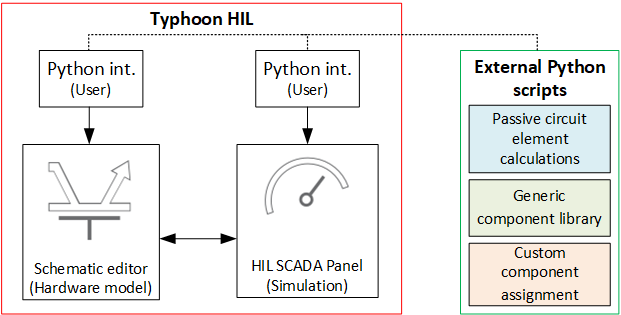 Typhoon HIL
Python int.
(User)
Python int.
(User)
Schematic editor
(Hardware model)
HIL SCADA Panel
(Simulation)
External Python
scripts
Passive circuit
element
calculations
Generic
component library
Custom
component
assignment